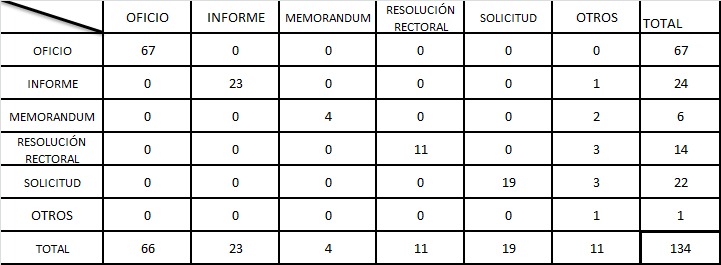 OFICIO INFORME MEMORANDUM RESOLUCIÓN RECTORAL SOLICITUD OTROS TOTAL
OFICIO 67 0 0 0 0 0 67
INFORME 0 23 0 0 0 1 24
MEMORANDUM 0 0 4 0 0 2 6
RESOLUCIÓN RECTORAL 0 0 0 11 0 3 14
SOLICITUD 0 0 0 0 19 3 22
OTROS 0 0 0 0 0 1 1
TOTAL 66 23 4 11 19 11 134